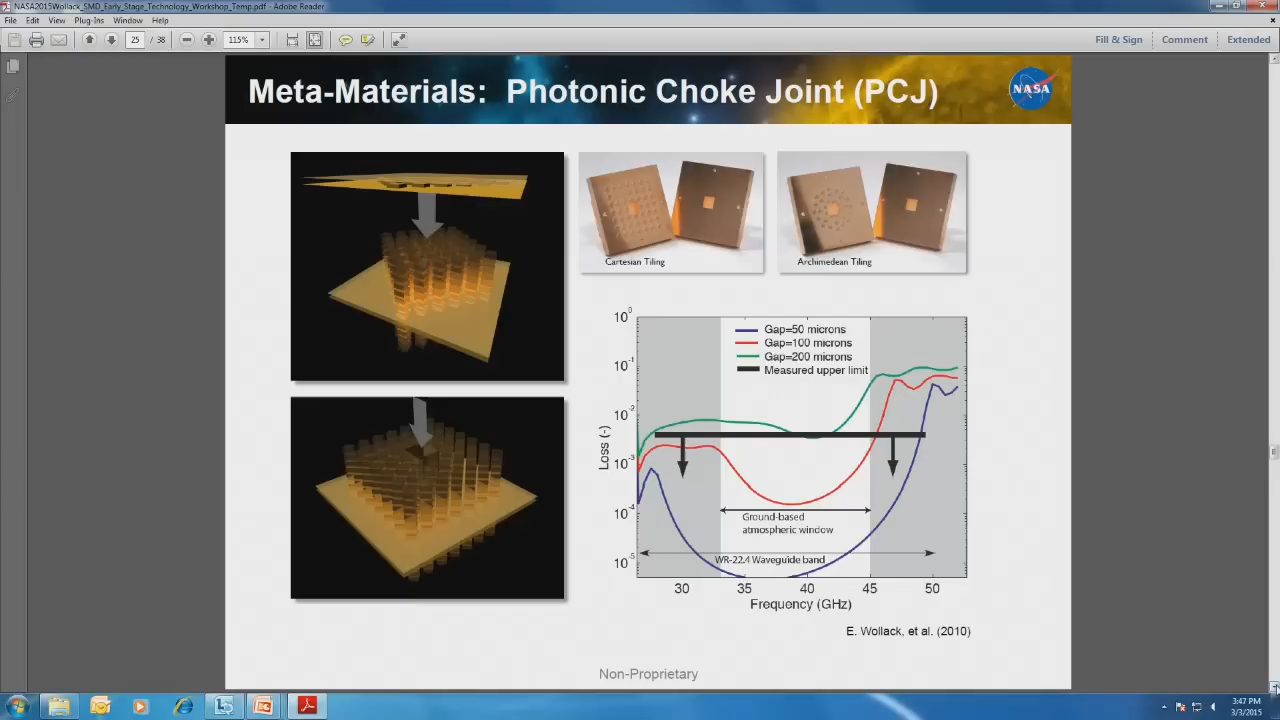 NASA2015Wollack_SMD_Early_Stage_Technology_Workshop_Temp.pdf - Adobe Reader
File Edit View Plug-Ins Window Help
25 / 38 115% Fill & Sign Comment Extended
Meta-Materials: Photonic Choke Joint (PCJ)
NASA
Cartesian Tiling
Archimedean Tiling
10^0
10^-1
10^-2
10^-3
10^-4
10^-5
Loss (-)
Gap=50 microns
Gap=100 microns
Gap=200 microns
Measured upper limit
Ground-based
atmospheric window
WR-22.4 Waveguide band
30 35 40 45 50
Frequency (GHz)
E. Wollack, et al. (2010)
Non-Proprietary
3:47 PM
3/3/2015